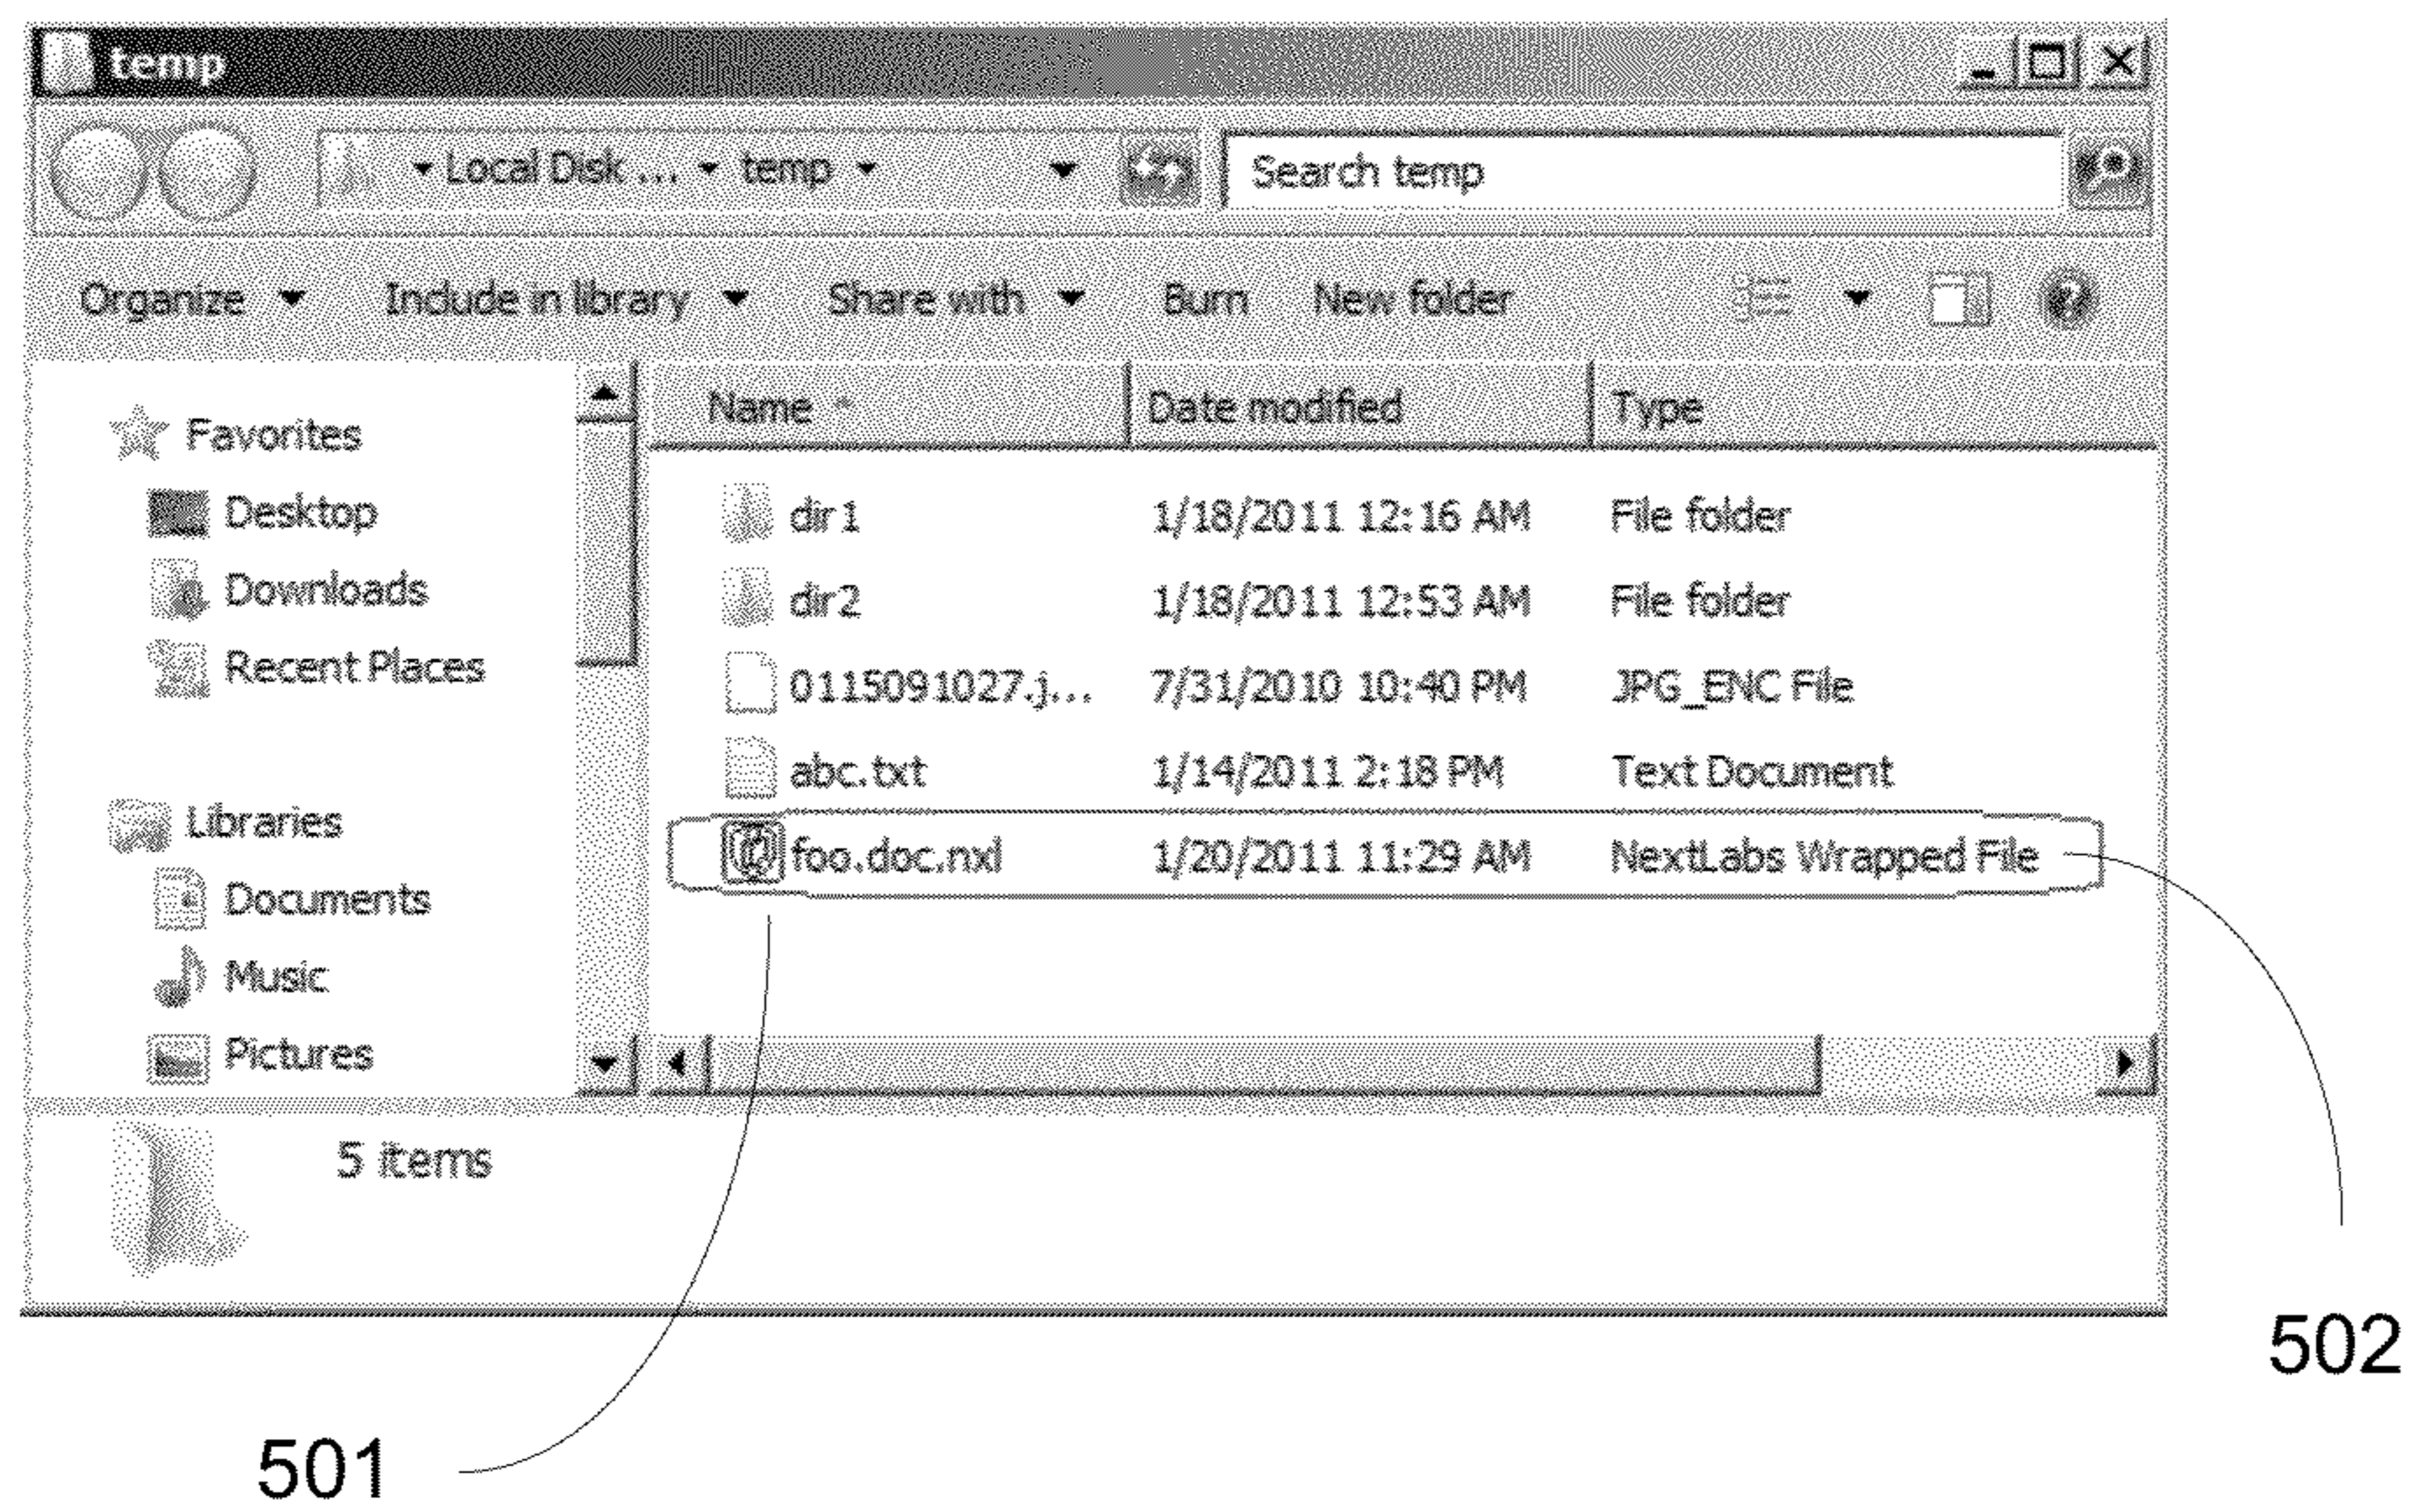 temp
Local Disk ... temp
Search temp
Organize Include in library Share with Burn New folder
Favorites
Desktop
Downloads
Recent Places
Libraries
Documents
Music
Pictures
Name Date modified Type
dir1 1/18/2011 12:16 AM File folder
dir2 1/18/2011 12:53 AM File folder
0115091027.j... 7/31/2010 10:40 PM JPG_ENC File
abc.txt 1/14/2011 2:18 PM Text Document
foo.doc.nxl 1/20/2011 11:29 AM NextLabs Wrapped File
5 items
502
501